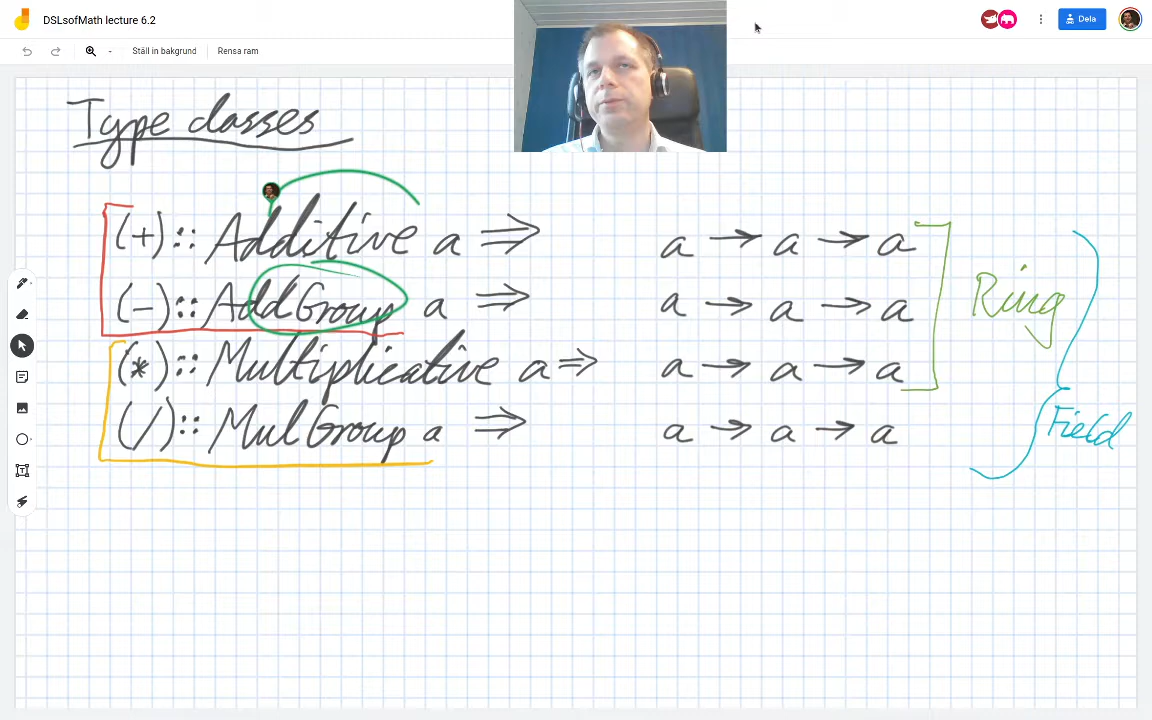 DSLsofMath lecture 6.2
Dela
Ställ in bakgrund
Rensa ram
Type classes
(+) :: Additive a ⇒ a → a → a
(-) :: AddGroup a ⇒ a → a → a
Ring
(*) :: Multiplicative a ⇒ a → a → a
(/) :: MulGroup a ⇒ a → a → a
Field